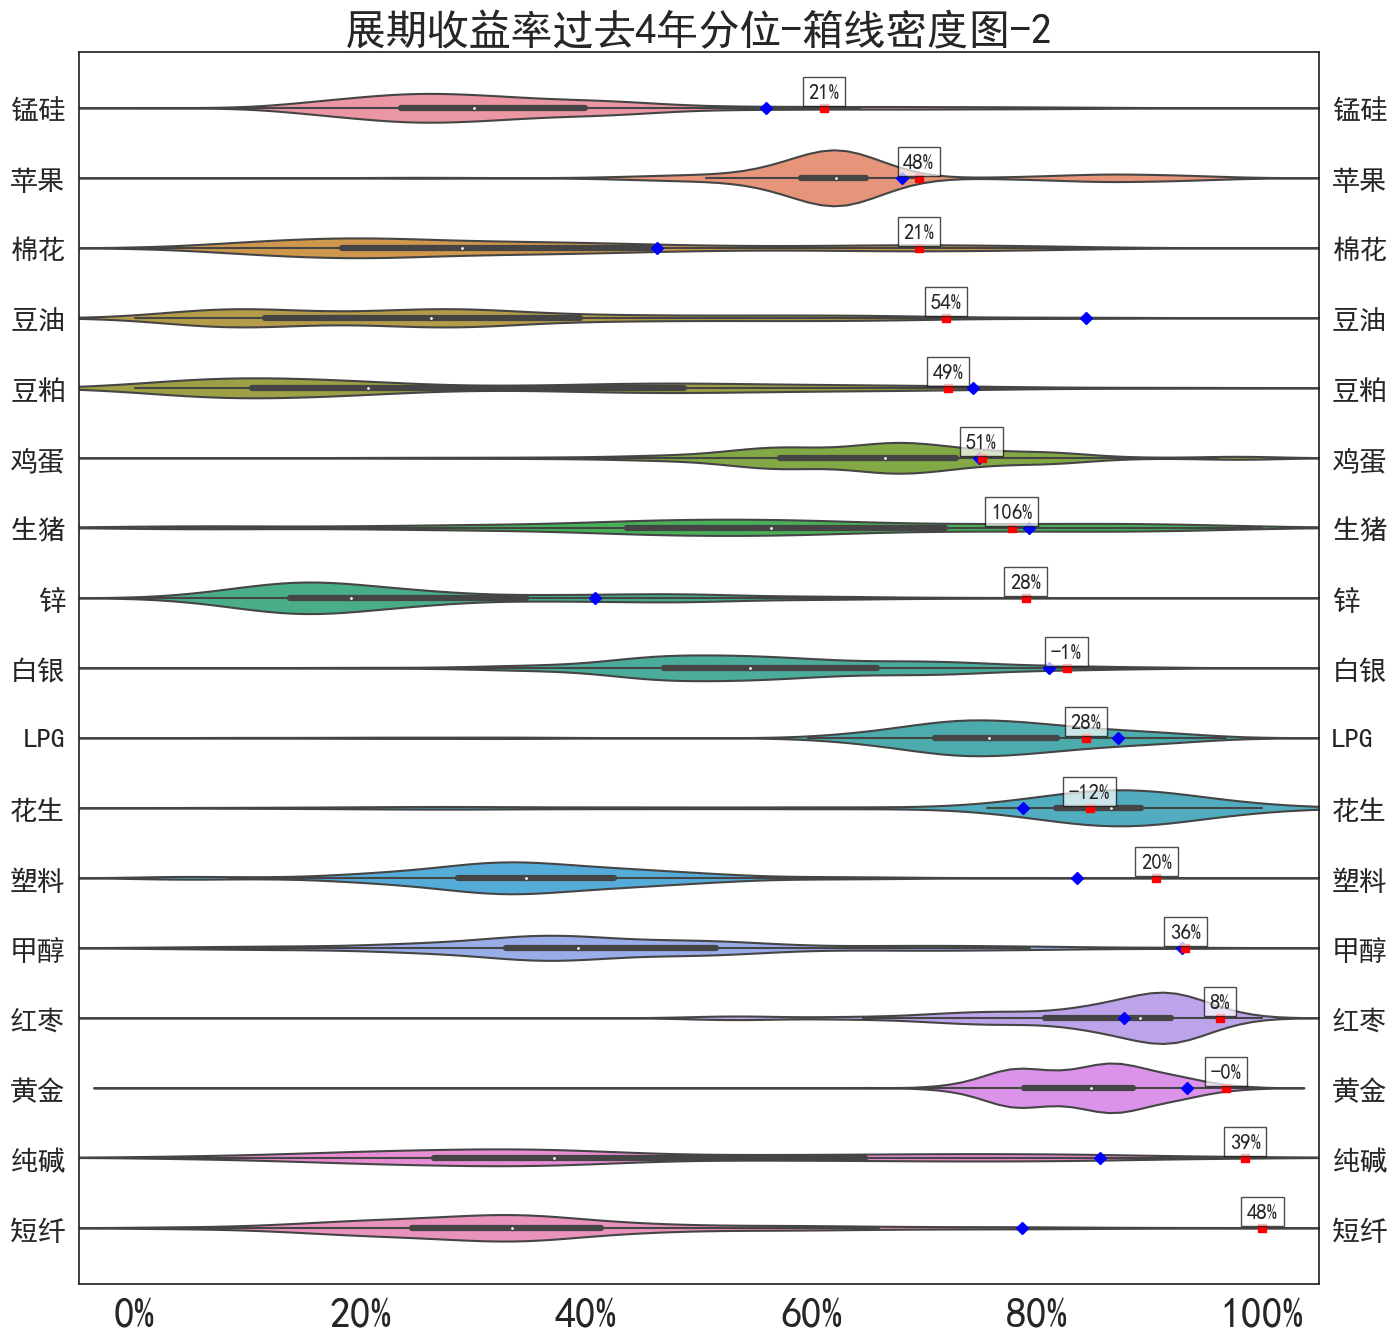 展期收益率过去4年分位-箱线密度图-2
锰硅 21% 锰硅
苹果 48% 苹果
棉花 21% 棉花
豆油 54% 豆油
豆粕 49% 豆粕
鸡蛋 51% 鸡蛋
生猪 106% 生猪
锌 28% 锌
白银 -1% 白银
LPG 28% LPG
花生 -12% 花生
塑料 20% 塑料
甲醇 36% 甲醇
红枣 8% 红枣
黄金 -0% 黄金
纯碱 39% 纯碱
短纤 48% 短纤
0% 20% 40% 60% 80% 100%